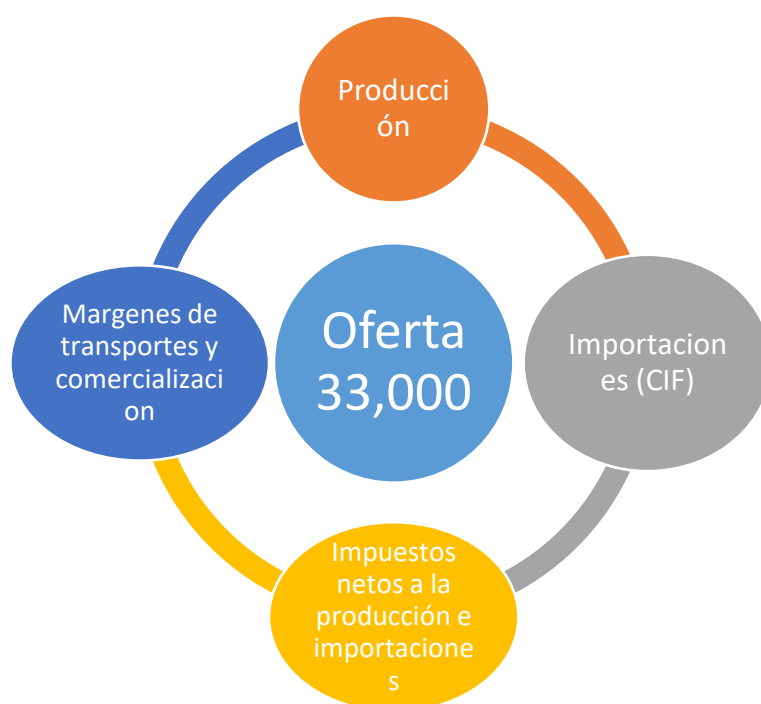 Producci
ón
Margenes de
transportes y
comercializaci
on
Oferta
33,000
Importacion
es (CIF)
Impuestos
netos a la
producción e
importacione
s